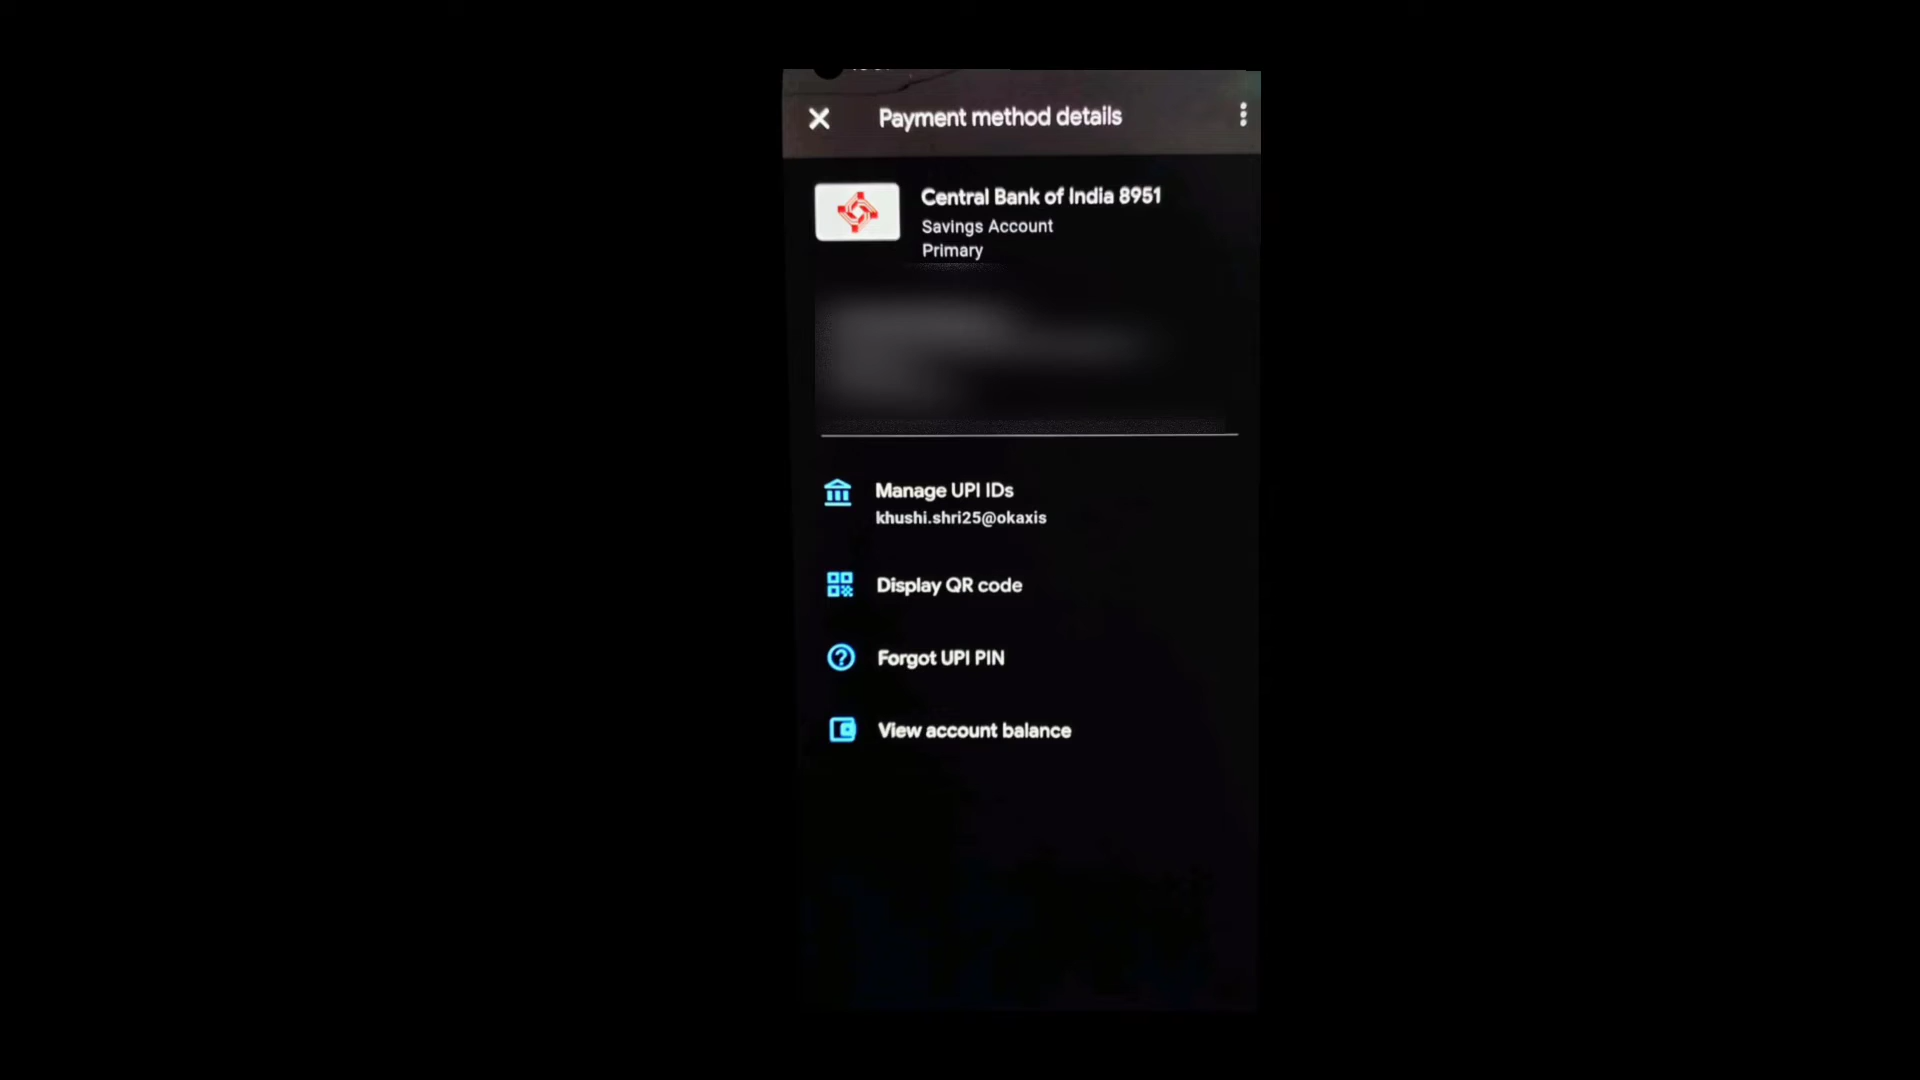 Payment method details
Central Bank of India 8951
Savings Account
Primary
Manage UPI IDs
khushi.shri25@okaxis
Display QR code
Forgot UPI PIN
View account balance